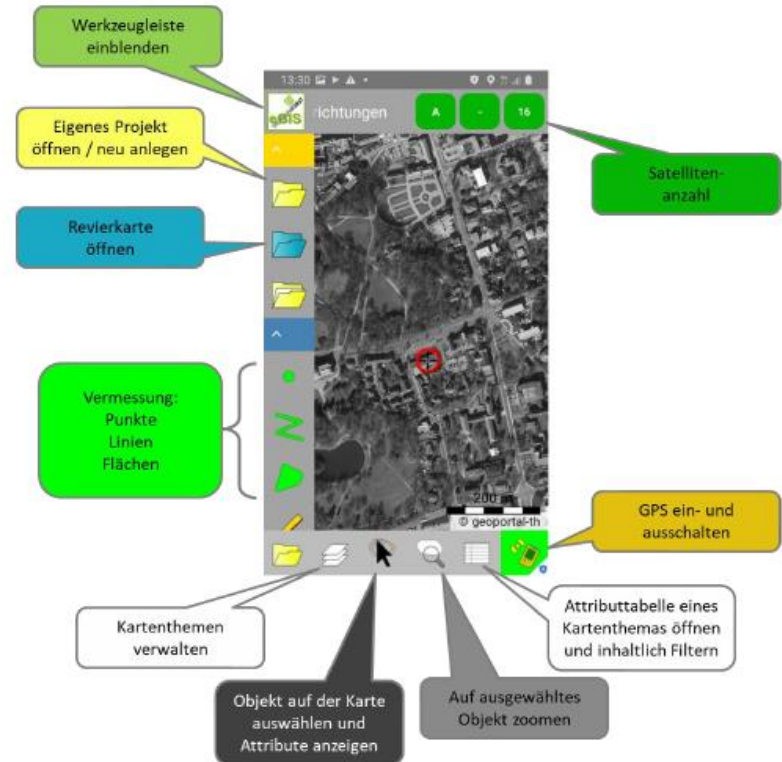 Werkzeugleiste
einblenden
13:30
GIS
richtungen
A
-
16
Eigenes Projekt
öffnen / neu anlegen
Satelliten-
anzahl
Revierkarte
öffnen
Vermessung:
Punkte
Linien
Flächen
200 m
© geoportal-th
GPS ein- und
ausschalten
Kartenthemen
verwalten
Attributtabelle eines
Kartenthemas öffnen
und inhaltlich Filtern
Objekt auf der Karte
auswählen und
Attribute anzeigen
Auf ausgewähltes
Objekt zoomen